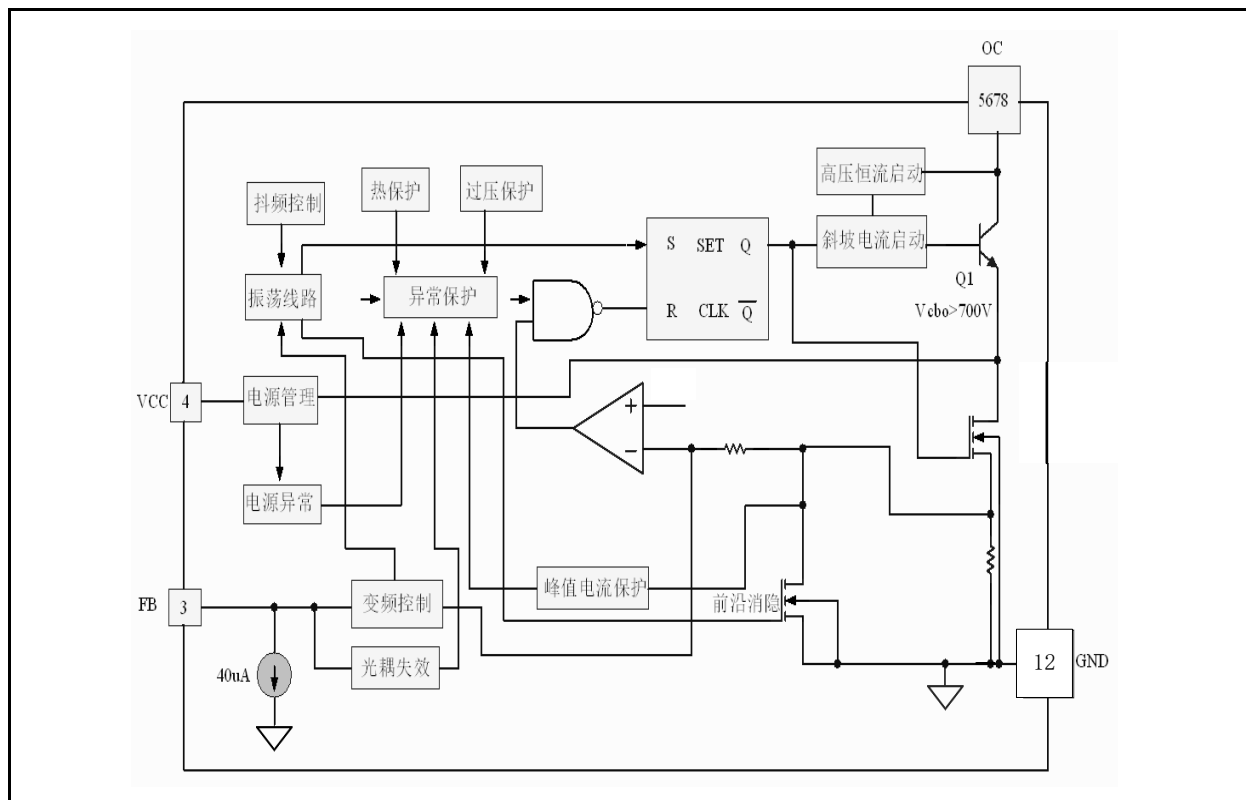 OC
5678
高压恒流启动
热保护
过压保护
抖频控制
S SET Q
斜坡电流启动
Q1
振荡线路
异常保护
R CLK Q
Vcbo>700V
VCC
4
电源管理
+
−
电源异常
峰值电流保护
前沿消隐
FB
3
变频控制
光耦失效
40uA
12
GND